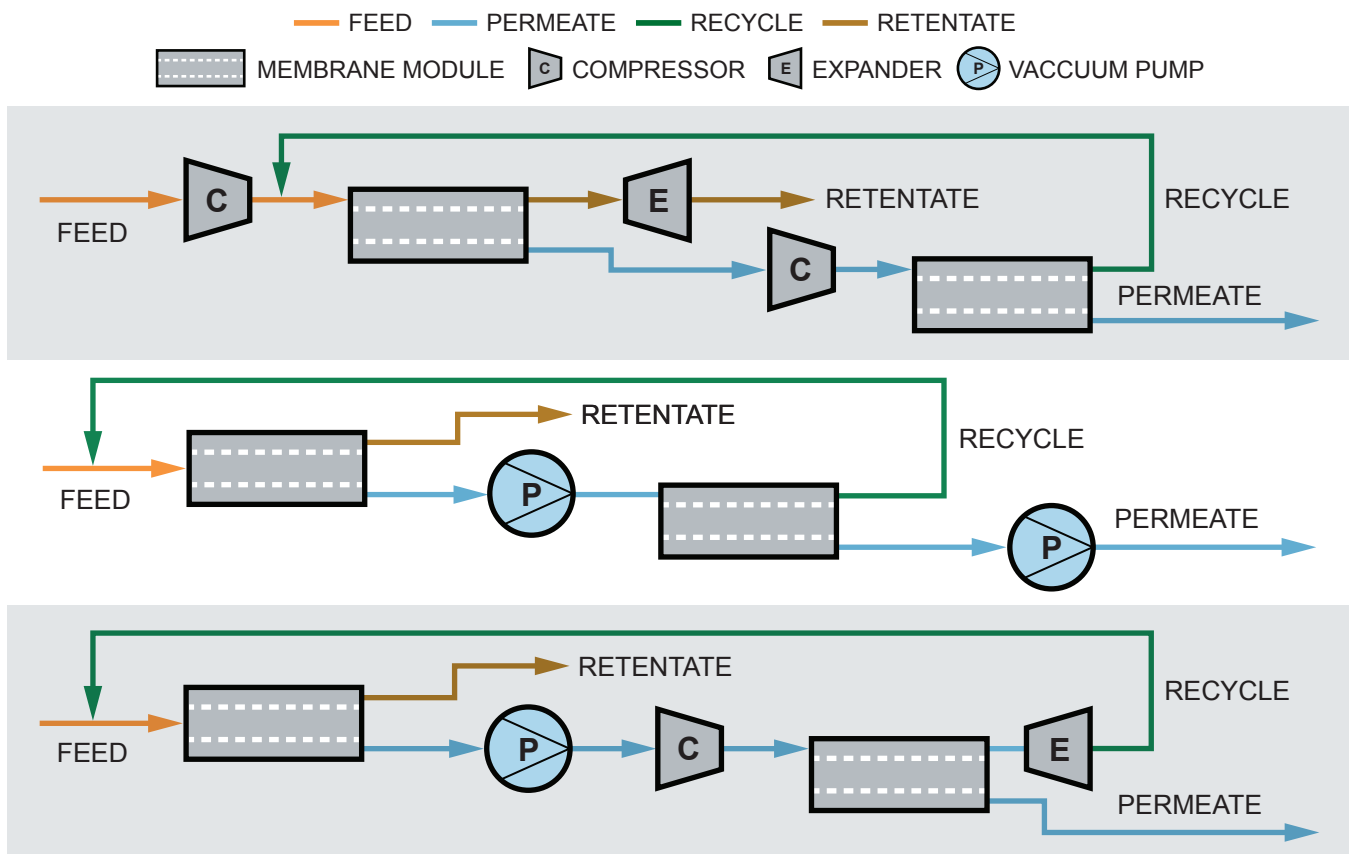 FEED PERMEATE RECYCLE RETENTATE
MEMBRANE MODULE C COMPRESSOR E EXPANDER P VACCUUM PUMP
C E RETENTATE RECYCLE
FEED
C
PERMEATE
RETENTATE
RECYCLE
FEED P
P PERMEATE
RETENTATE
RECYCLE
FEED P C E
PERMEATE